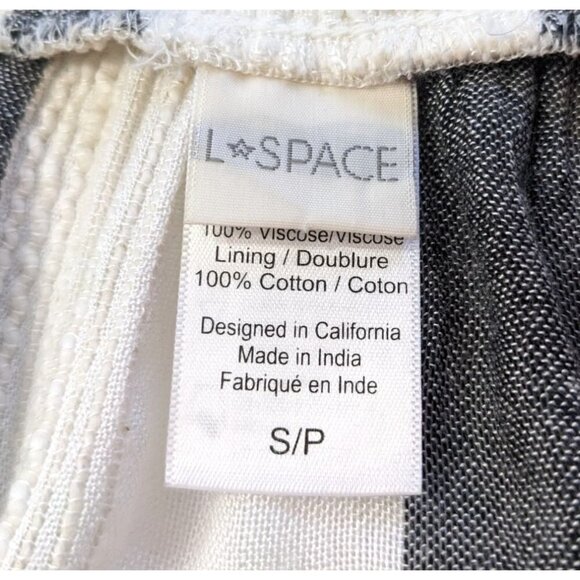 L☆SPACE
100% Viscose/Viscose
Lining / Doublure
100% Cotton / Coton
Designed in California
Made in India
Fabriqué en Inde
S/P